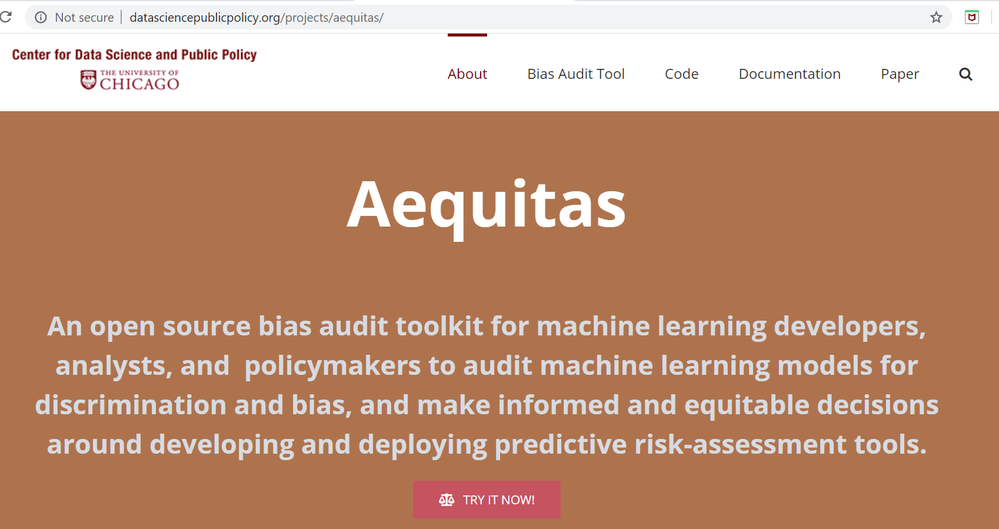 Not secure | datasciencepublicpolicy.org/projects/aequitas/
Center for Data Science and Public Policy
THE UNIVERSITY OF
CHICAGO
About Bias Audit Tool Code Documentation Paper
Aequitas
An open source bias audit toolkit for machine learning developers,
analysts, and  policymakers to audit machine learning models for
discrimination and bias, and make informed and equitable decisions
around developing and deploying predictive risk-assessment tools.
TRY IT NOW!